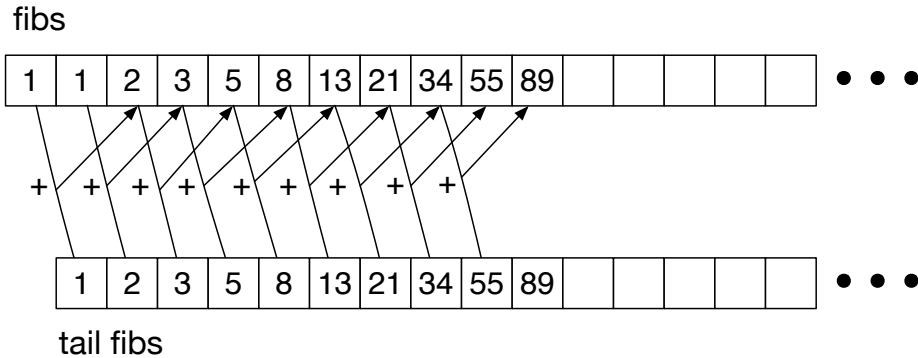 fibs
1 1 2 3 5 8 13 21 34 55 89 • • •
+ + + + + + + + +
1 2 3 5 8 13 21 34 55 89 • • •
tail fibs